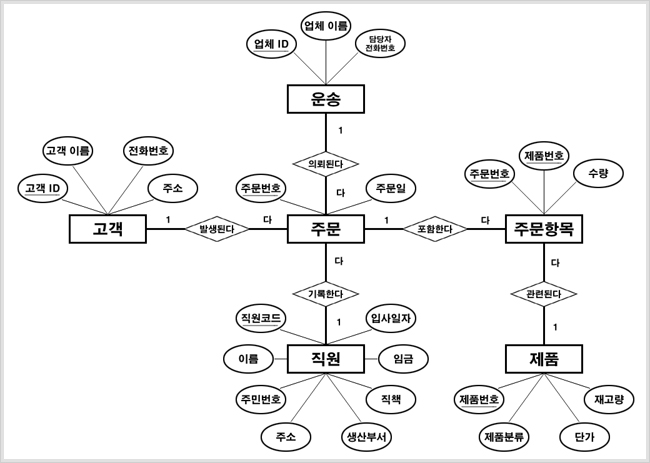 업체 이름
업체 ID
담당자
전화번호
운송
1
의뢰된다
다
고객 이름
전화번호
고객 ID
주소
주문번호
주문일
제품번호
주문번호
수량
고객
1
발생된다
다
주문
1
포함한다
다
주문항목
다
기록한다
1
다
관련된다
1
직원코드
입사일자
이름
직원
임금
주민번호
직책
주소
생산부서
제품
제품번호
재고량
제품분류
단가